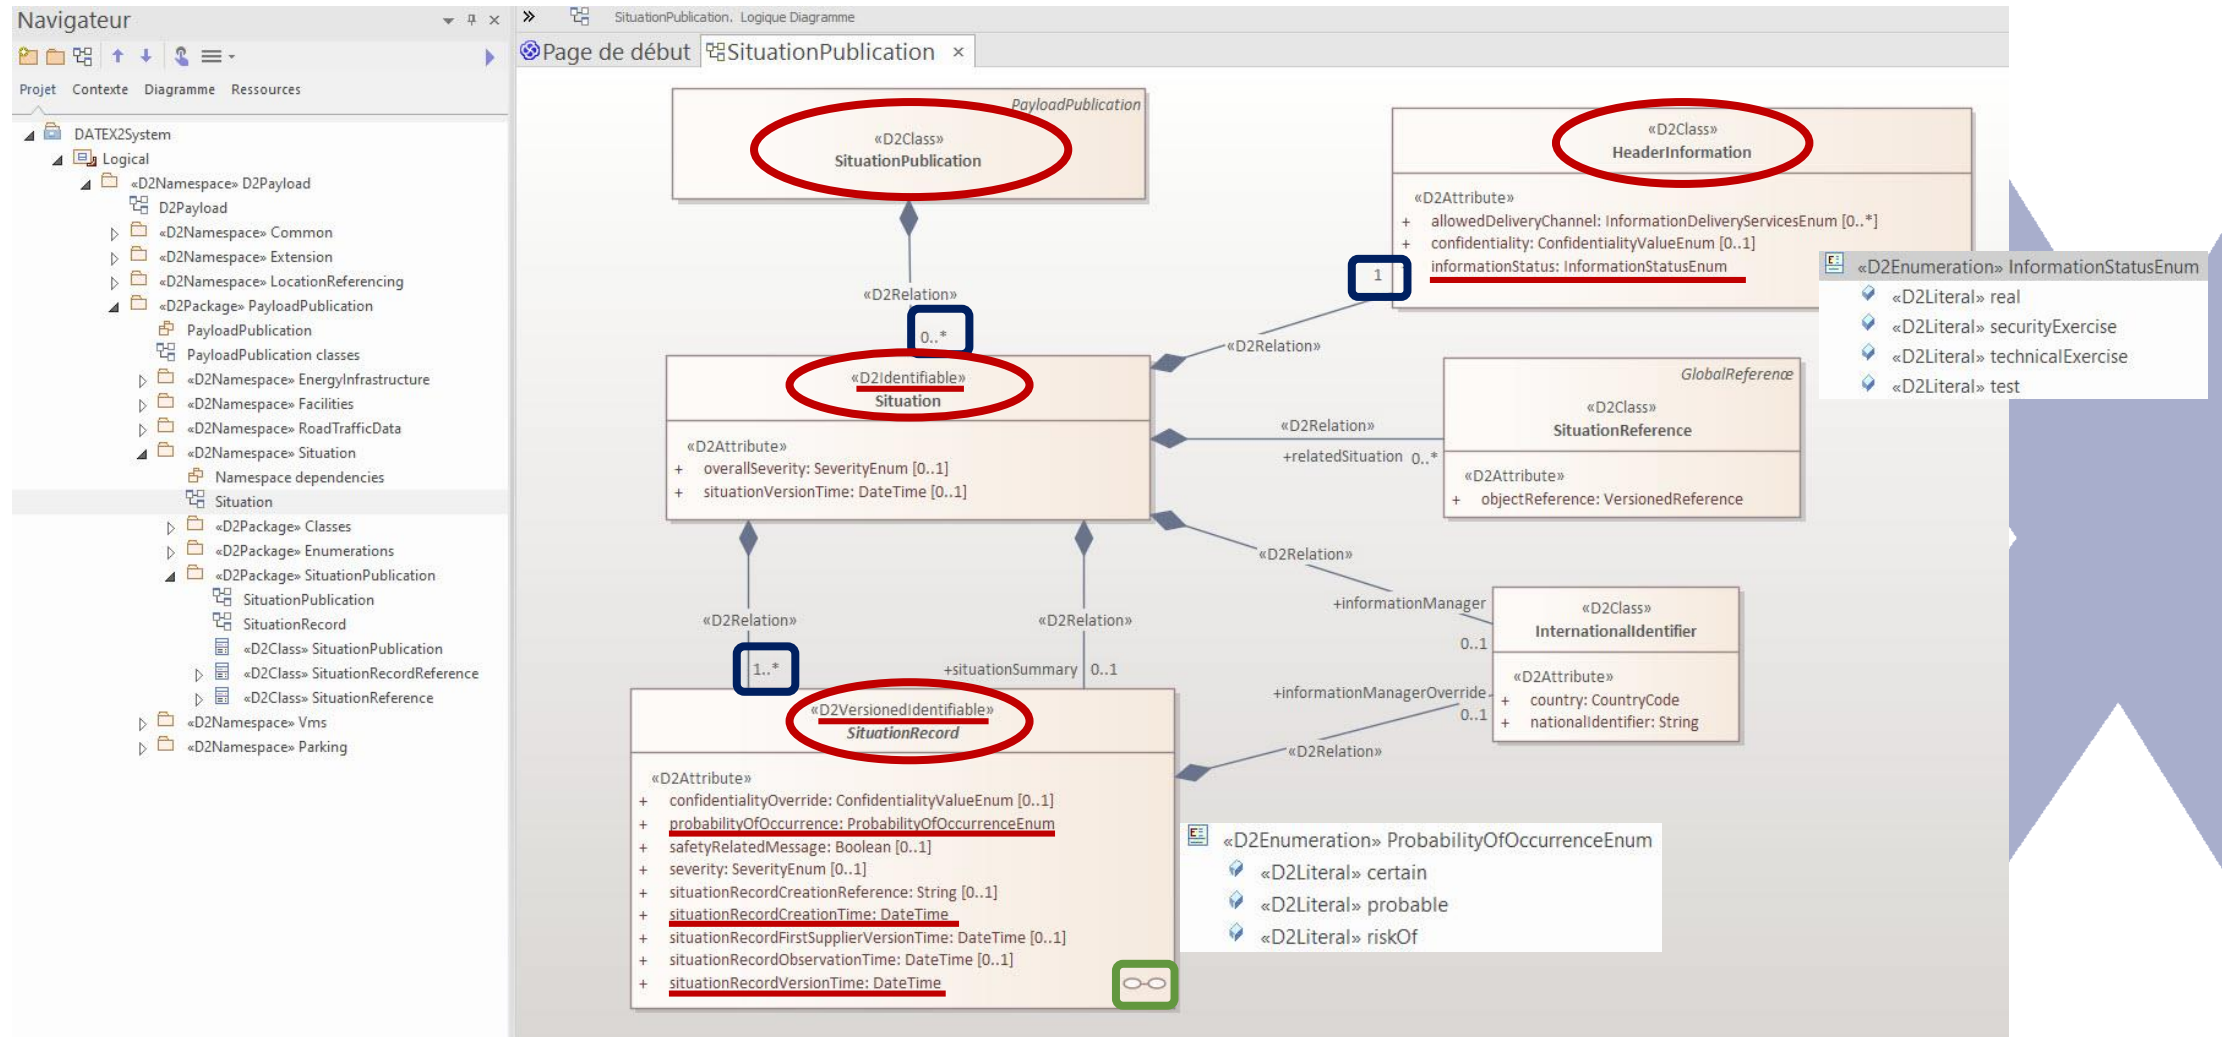 Navigateur
Projet Contexte Diagramme Ressources
DATEX2System
Logical
«D2Namespace» D2Payload
D2Payload
«D2Namespace» Common
«D2Namespace» Extension
«D2Namespace» LocationReferencing
«D2Package» PayloadPublication
PayloadPublication
PayloadPublication classes
«D2Namespace» EnergyInfrastructure
«D2Namespace» Facilities
«D2Namespace» RoadTrafficData
«D2Namespace» Situation
Namespace dependencies
Situation
«D2Package» Classes
«D2Package» Enumerations
«D2Package» SituationPublication
SituationPublication
SituationRecord
«D2Class» SituationPublication
«D2Class» SituationRecordReference
«D2Class» SituationReference
«D2Namespace» Vms
«D2Namespace» Parking
SituationPublication. Logique Diagramme
Page de début SituationPublication ×
PayloadPublication
«D2Class»
SituationPublication
«D2Relation»
0..*
«D2Class»
HeaderInformation
«D2Attribute»
+ allowedDeliveryChannel: InformationDeliveryServicesEnum [0..*]
+ confidentiality: ConfidentialityValueEnum [0..1]
informationStatus: InformationStatusEnum
1
«D2Relation»
«D2Enumeration» InformationStatusEnum
«D2Literal» real
«D2Literal» securityExercise
«D2Literal» technicalExercise
«D2Literal» test
«D2Identifiable»
Situation
«D2Attribute»
+ overallSeverity: SeverityEnum [0..1]
+ situationVersionTime: DateTime [0..1]
GlobalReference
«D2Class»
SituationReference
«D2Attribute»
+ objectReference: VersionedReference
«D2Relation»
+relatedSituation 0..*
«D2Relation»
+informationManager
0..1
«D2Class»
InternationalIdentifier
«D2Attribute»
+ country: CountryCode
+ nationalIdentifier: String
«D2Relation»
1..*
«D2Relation»
+situationSummary 0..1
+informationManagerOverride
0..1
«D2Relation»
«D2VersionedIdentifiable»
SituationRecord
«D2Attribute»
+ confidentialityOverride: ConfidentialityValueEnum [0..1]
+ probabilityOfOccurrence: ProbabilityOfOccurrenceEnum
+ safetyRelatedMessage: Boolean [0..1]
+ severity: SeverityEnum [0..1]
+ situationRecordCreationReference: String [0..1]
+ situationRecordCreationTime: DateTime
+ situationRecordFirstSupplierVersionTime: DateTime [0..1]
+ situationRecordObservationTime: DateTime [0..1]
+ situationRecordVersionTime: DateTime
«D2Enumeration» ProbabilityOfOccurrenceEnum
«D2Literal» certain
«D2Literal» probable
«D2Literal» riskOf